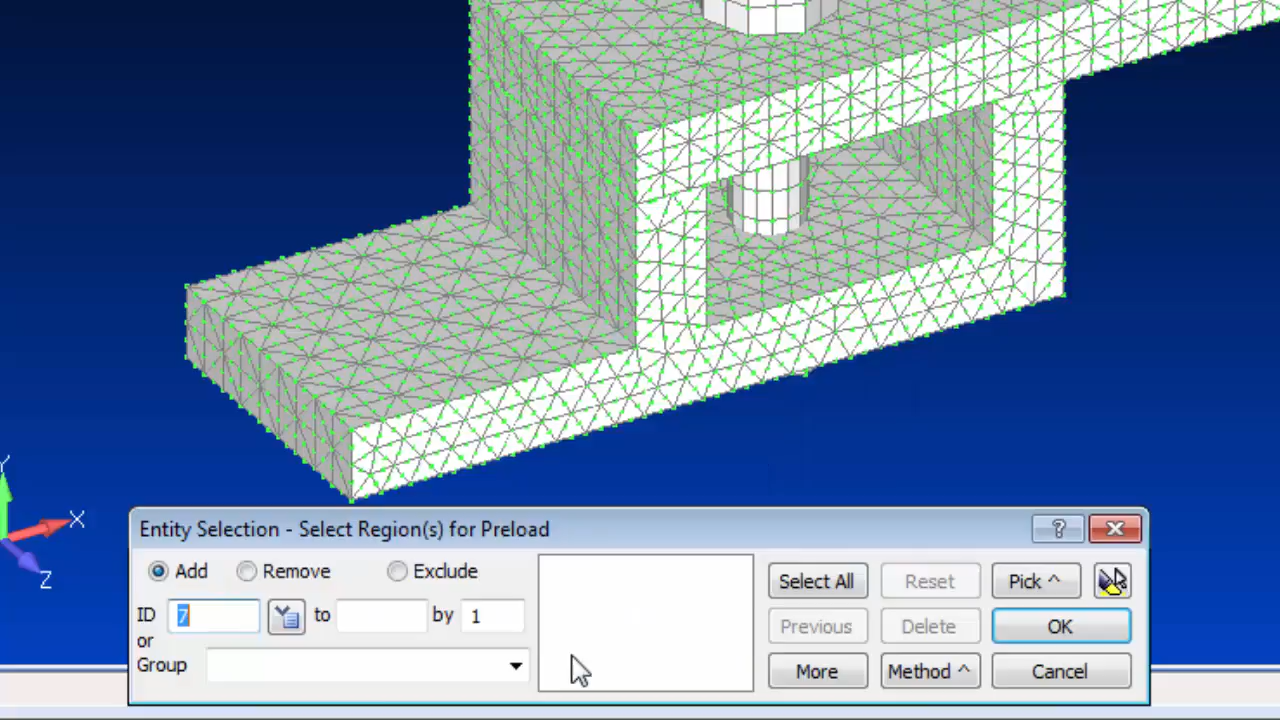 Y
X
Z
Entity Selection - Select Region(s) for Preload
?
Add Remove Exclude
ID 7 to by 1
or
Group
Select All Reset Pick ^
Previous Delete OK
More Method ^ Cancel